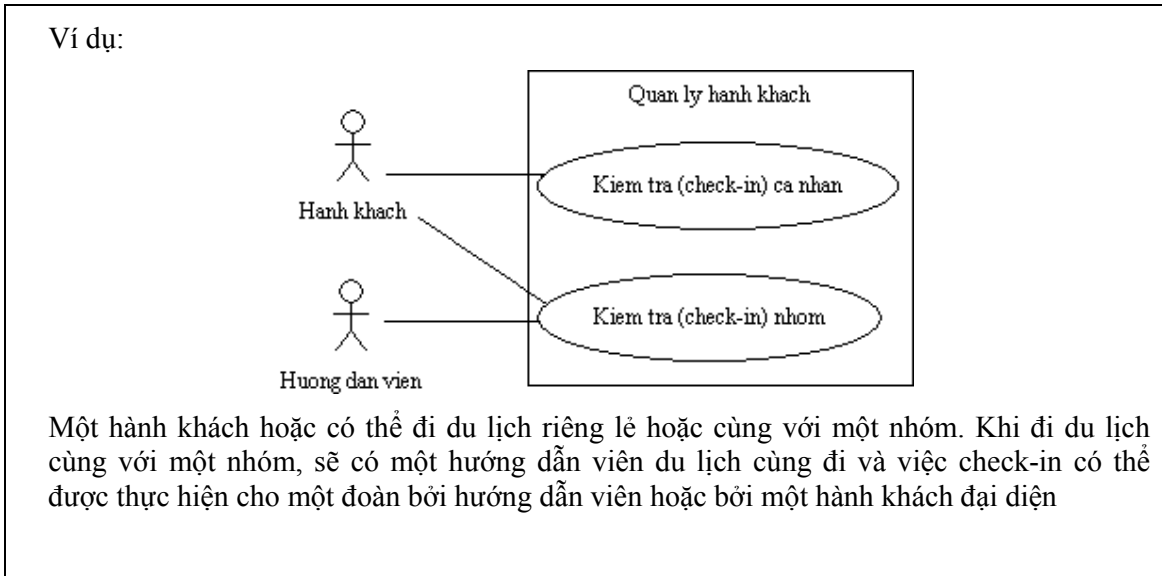 Ví dụ:
Quan ly hanh khach
Kiem tra (check-in) ca nhan
Hanh khach
Kiem tra (check-in) nhom
Huong dan vien
Một hành khách hoặc có thể đi du lịch riêng lẻ hoặc cùng với một nhóm. Khi đi du lịch
cùng với một nhóm, sẽ có một hướng dẫn viên du lịch cùng đi và việc check-in có thể
được thực hiện cho một đoàn bởi hướng dẫn viên hoặc bởi một hành khách đại diện